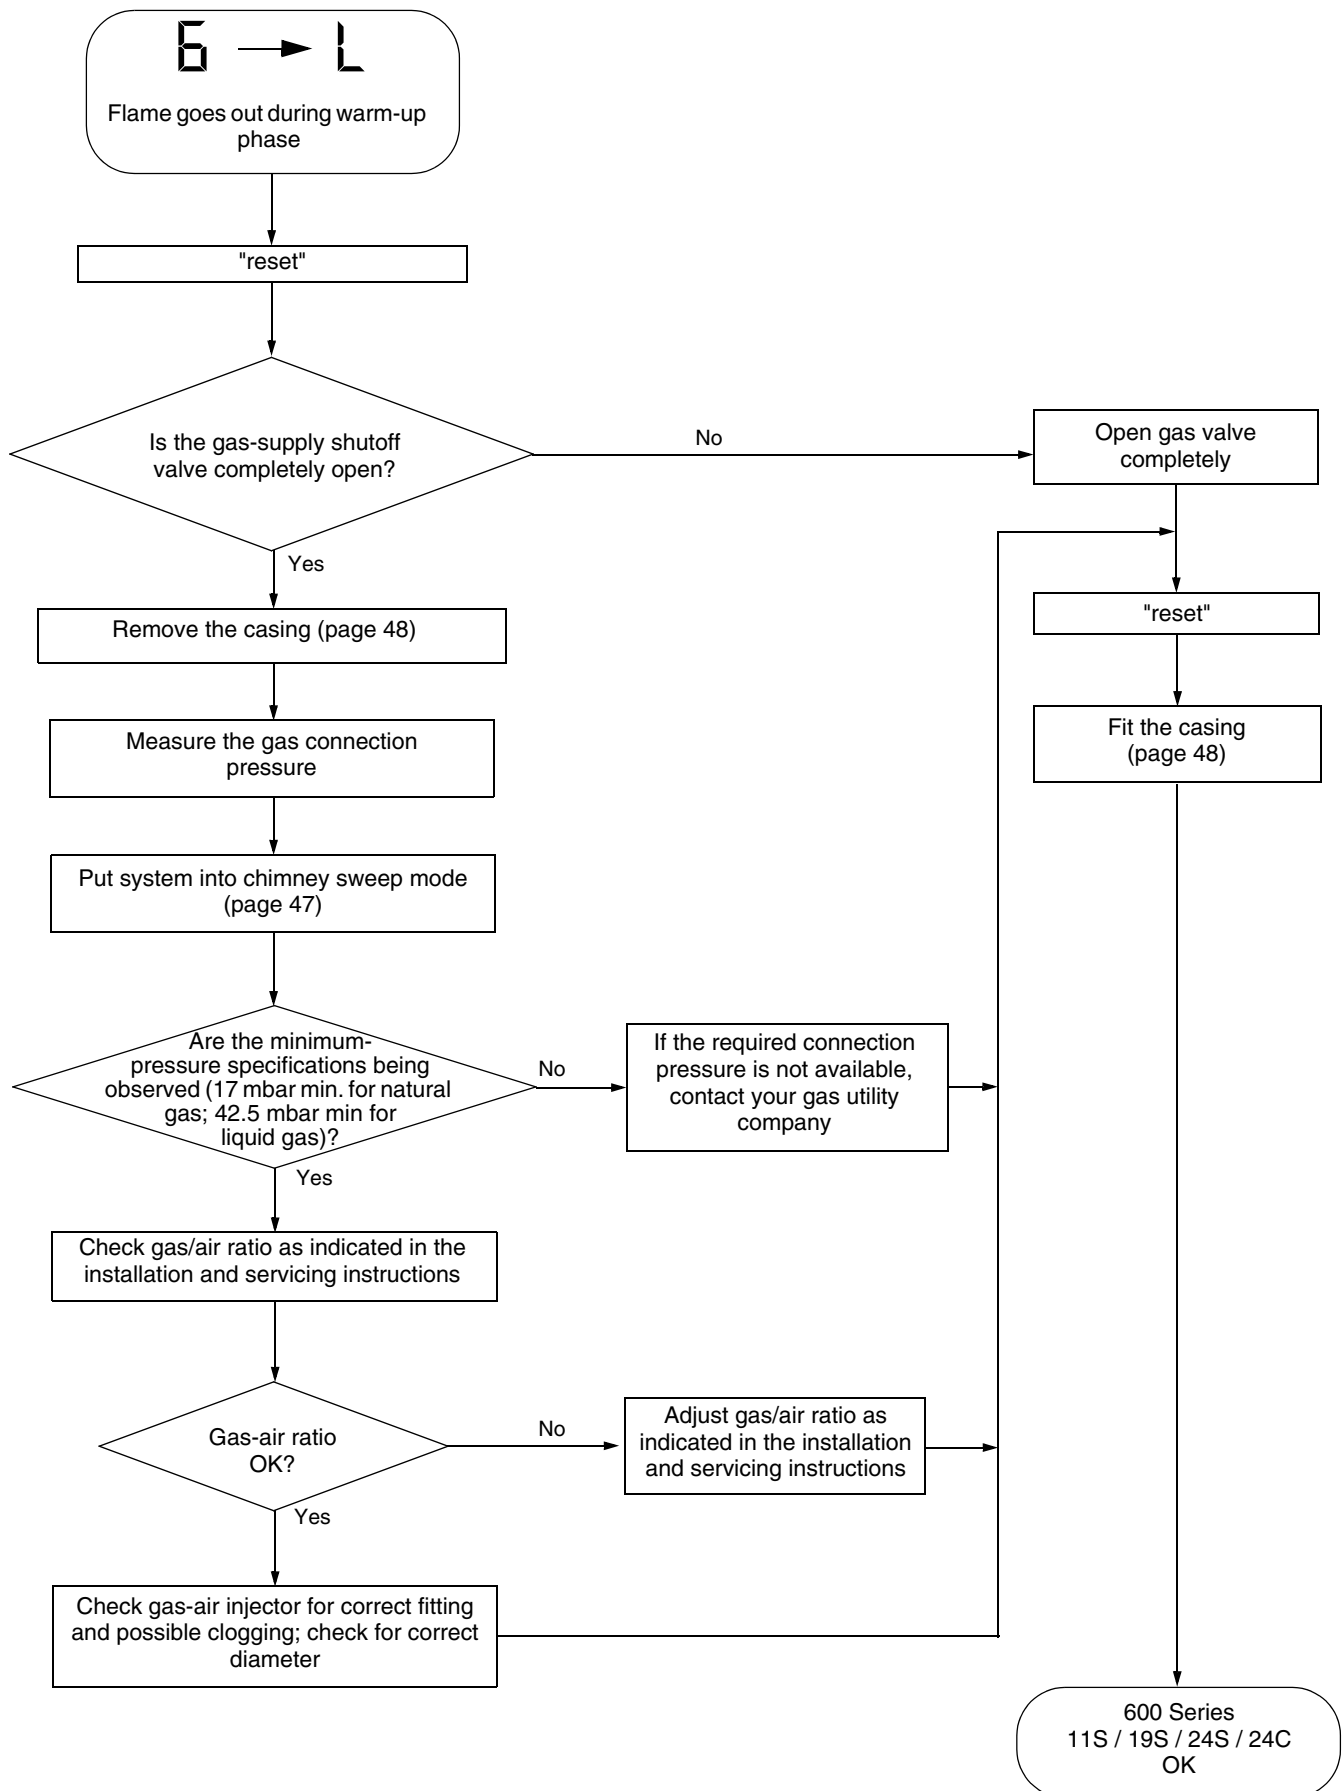 6 L
Flame goes out during warm-up
phase
"reset"
Is the gas-supply shutoff
valve completely open?
No
Open gas valve
completely
Yes
"reset"
Remove the casing (page 48)
Fit the casing
(page 48)
Measure the gas connection
pressure
Put system into chimney sweep mode
(page 47)
Are the minimum-
pressure specifications being
observed (17 mbar min. for natural
gas; 42.5 mbar min for
liquid gas)?
No
If the required connection
pressure is not available,
contact your gas utility
company
Yes
Check gas/air ratio as indicated in the
installation and servicing instructions
Gas-air ratio
OK?
No
Adjust gas/air ratio as
indicated in the installation
and servicing instructions
Yes
Check gas-air injector for correct fitting
and possible clogging; check for correct
diameter
600 Series
11S / 19S / 24S / 24C
OK